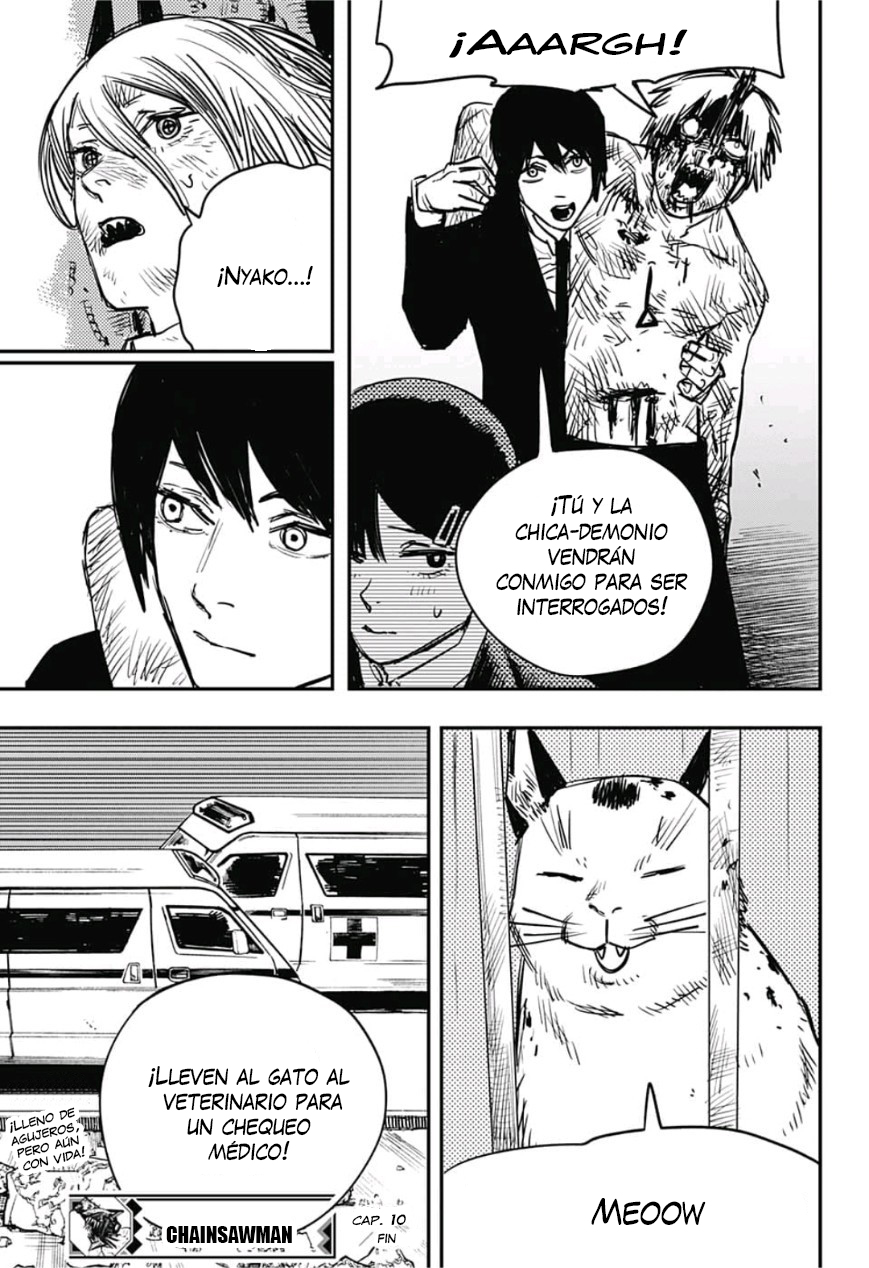 ¡AAARGH!
¡TÚ Y LA
CHICA-DEMONIO
VENDRÁN
CONMIGO PARA SER
INTERROGADOS!
¡NYAKO...!
MEOOW
¡LLEVEN AL GATO AL
VETERINARIO PARA
UN CHEQUEO
MÉDICO!
¡LLENO DE
AGUJEROS,
PERO AÚN
CON VIDA!
CHAINSAWMAN
CAP. 10
FIN